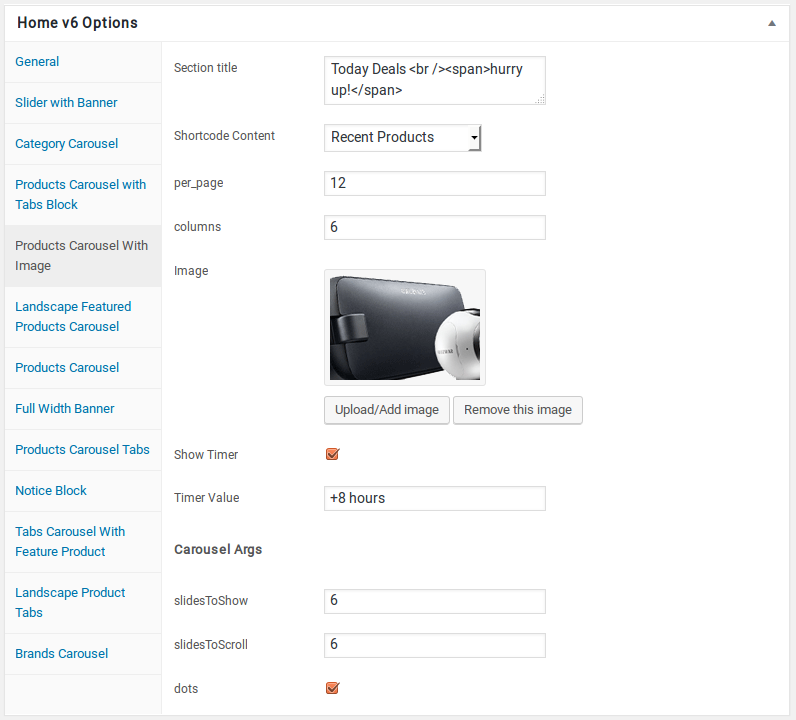 Home v6 Options
General
Slider with Banner
Category Carousel
Products Carousel with
Tabs Block
Products Carousel With
Image
Landscape Featured
Products Carousel
Products Carousel
Full Width Banner
Products Carousel Tabs
Notice Block
Tabs Carousel With
Feature Product
Landscape Product
Tabs
Brands Carousel
Section title
Today Deals <br /><span>hurry
up!</span>
Shortcode Content
Recent Products
per_page
12
columns
6
Image
Upload/Add image
Remove this image
Show Timer
Timer Value
+8 hours
Carousel Args
slidesToShow
6
slidesToScroll
6
dots